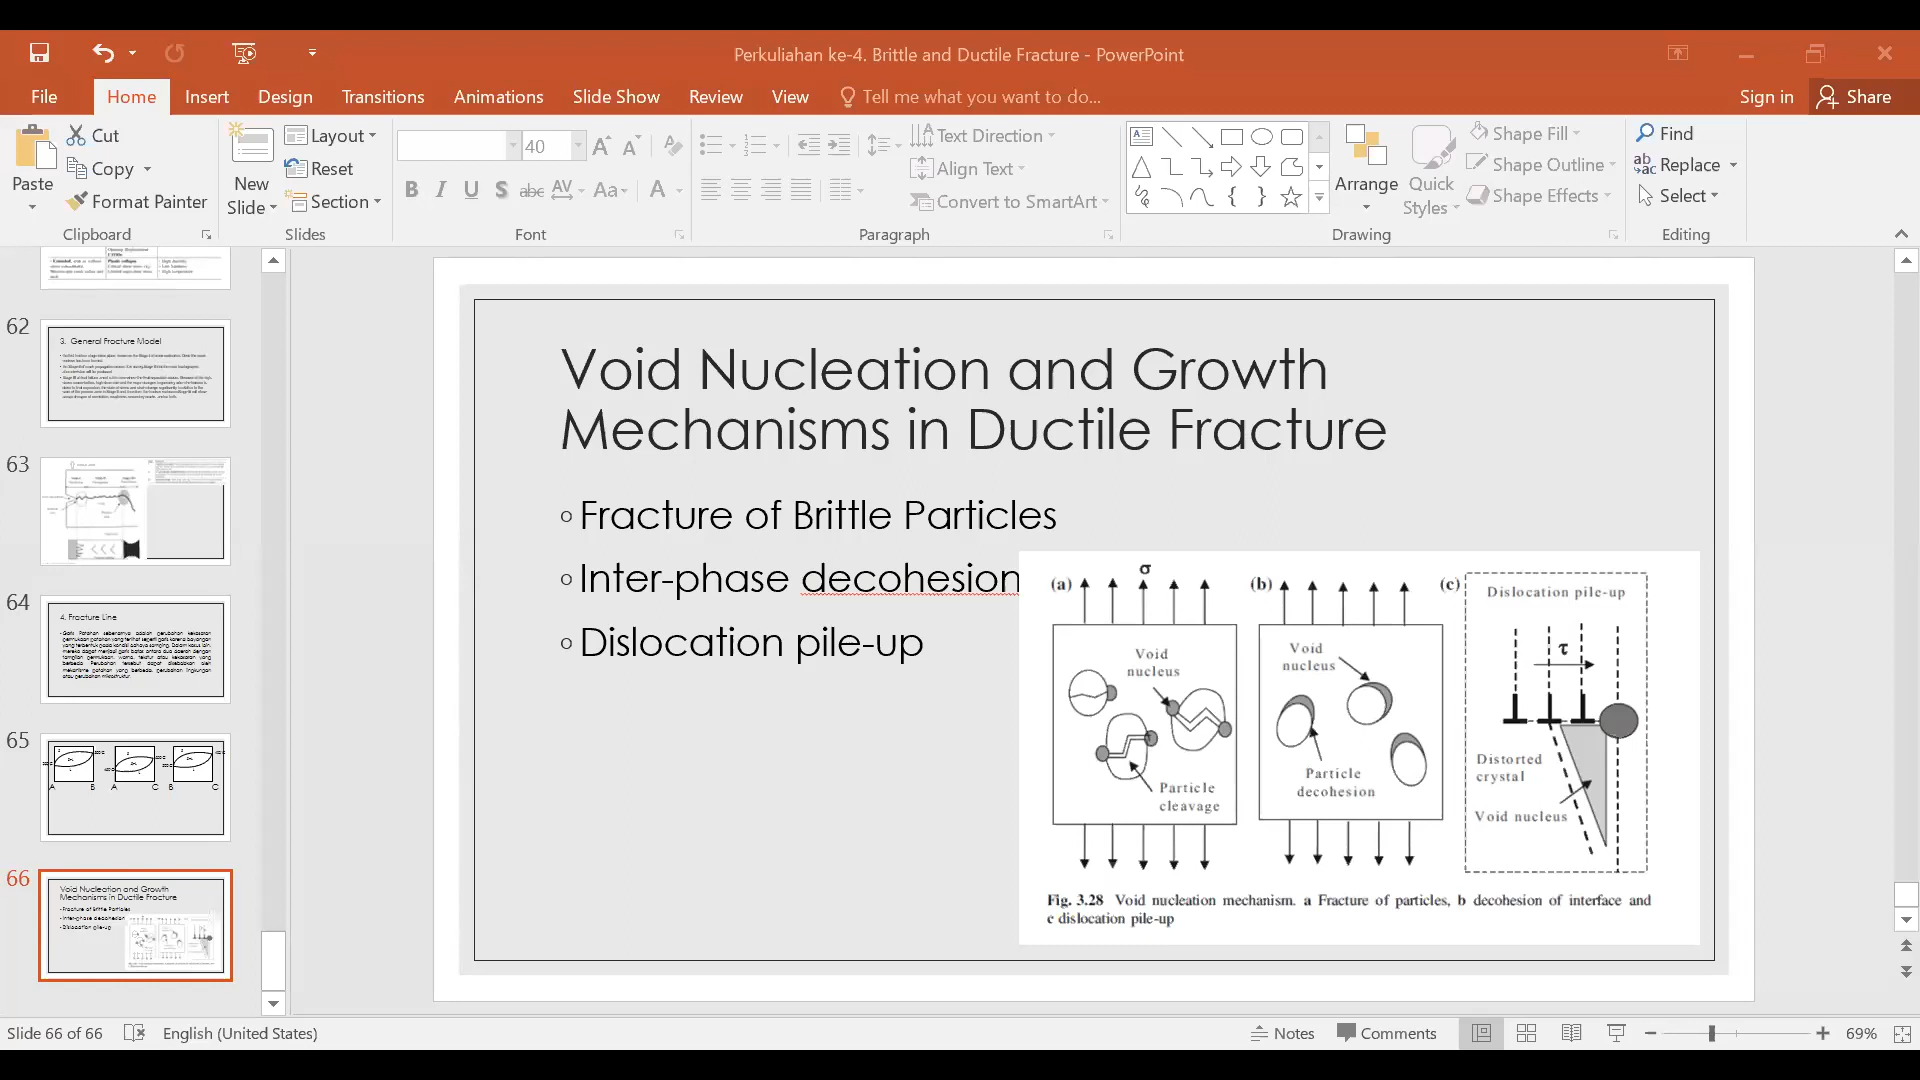 Perkuliahan ke-4. Brittle and Ductile Fracture - PowerPoint
File Home Insert Design Transitions Animations Slide Show Review View Tell me what you want to do... Sign in Share
Paste
Cut
Copy
Format Painter
Clipboard
New Slide
Layout
Reset
Section
Slides
40
B I U S abc AV Aa A
Font
Text Direction
Align Text
Convert to SmartArt
Paragraph
Arrange
Quick Styles
Shape Fill
Shape Outline
Shape Effects
Drawing
Find
Replace
Select
Editing
62
3. General Fracture Model
63
64
4. Fracture Line
65
A B A C B C
66
Void Nucleation and Growth
Mechanisms in Ductile Fracture
Fracture of Brittle Particles
Inter-phase decohesion
Dislocation pile-up
Void Nucleation and Growth
Mechanisms in Ductile Fracture
Fracture of Brittle Particles
Inter-phase decohesion
Dislocation pile-up
(a) σ
Void
nucleus
Particle
cleavage
(b)
Void
nucleus
Particle
decohesion
(c)
Dislocation pile-up
τ
Distorted
crystal
Void nucleus
Fig. 3.28 Void nucleation mechanism. a Fracture of particles, b decohesion of interface and
c dislocation pile-up
Slide 66 of 66 English (United States) Notes Comments 69%